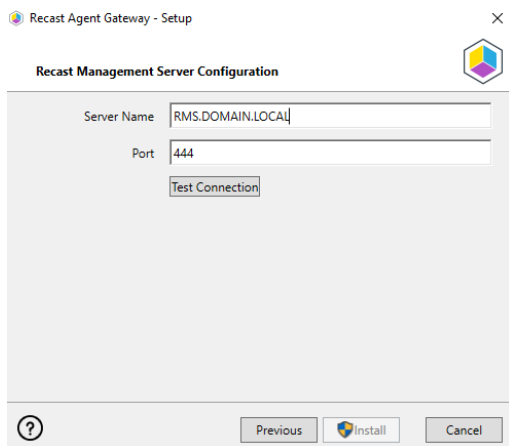 Recast Agent Gateway - Setup
Recast Management Server Configuration
Server Name RMS.DOMAIN.LOCAL
Port 444
Test Connection
? Previous Install Cancel